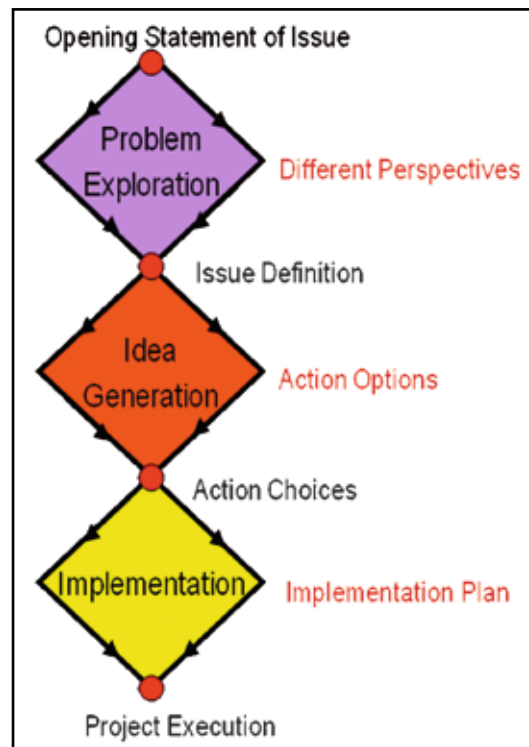 Opening Statement of Issue
Problem
Exploration
Different Perspectives
Issue Definition
Idea
Generation
Action Options
Action Choices
Implementation
Implementation Plan
Project Execution